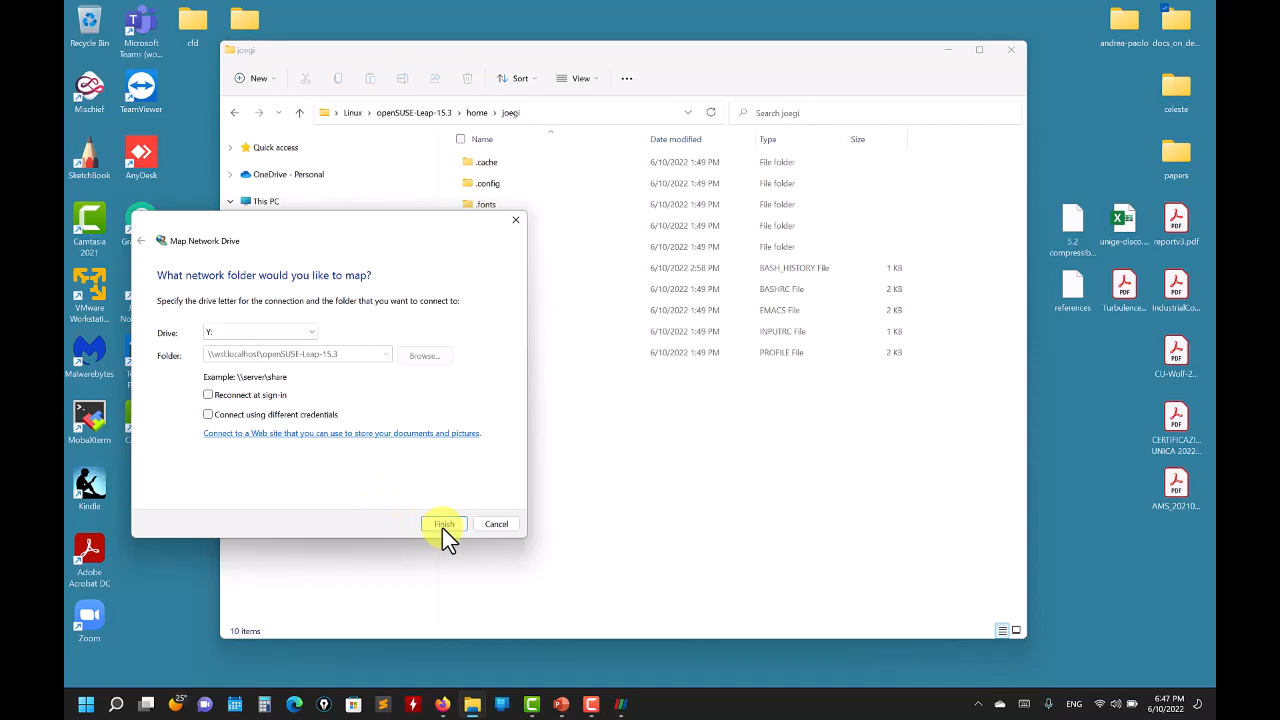 Recycle Bin
Microsoft
Teams (wo...
cfd
Mischief
TeamViewer
SketchBook
AnyDesk
Camtasia
2021
VMware
Workstati...
Malwarebytes
MobaXterm
Kindle
Adobe
Acrobat DC
Zoom
joegi
New
Sort
View
Linux > openSUSE-Leap-15.3 > home > joegi
Search joegi
Quick access
OneDrive - Personal
This PC
Name Date modified Type Size
.cache 6/10/2022 1:49 PM File folder
.config 6/10/2022 1:49 PM File folder
.fonts 6/10/2022 1:49 PM File folder
6/10/2022 1:49 PM File folder
6/10/2022 1:49 PM File folder
6/10/2022 2:58 PM BASH_HISTORY File 1 KB
6/10/2022 1:49 PM BASHRC File 2 KB
6/10/2022 1:49 PM EMACS File 2 KB
6/10/2022 1:49 PM INPUTRC File 1 KB
6/10/2022 1:49 PM PROFILE File 2 KB
10 items
Map Network Drive
What network folder would you like to map?
Specify the drive letter for the connection and the folder that you want to connect to:
Drive: Y:
Folder: \\wsl.localhost\openSUSE-Leap-15.3 Browse...
Example: \\server\share
Reconnect at sign-in
Connect using different credentials
Connect to a Web site that you can use to store your documents and pictures.
Finish Cancel
andrea-paolo
docs_on_de...
celeste
papers
5.2
compressib...
unige-disco...
reportv3.pdf
references
Turbulence...
IndustrialCo...
CU-Wolf-2...
CERTIFICAZI...
UNICA 2022...
AMS_20210...
PDF
PDF
PDF
PDF
PDF
PDF
25°
ENG
6:47 PM
6/10/2022